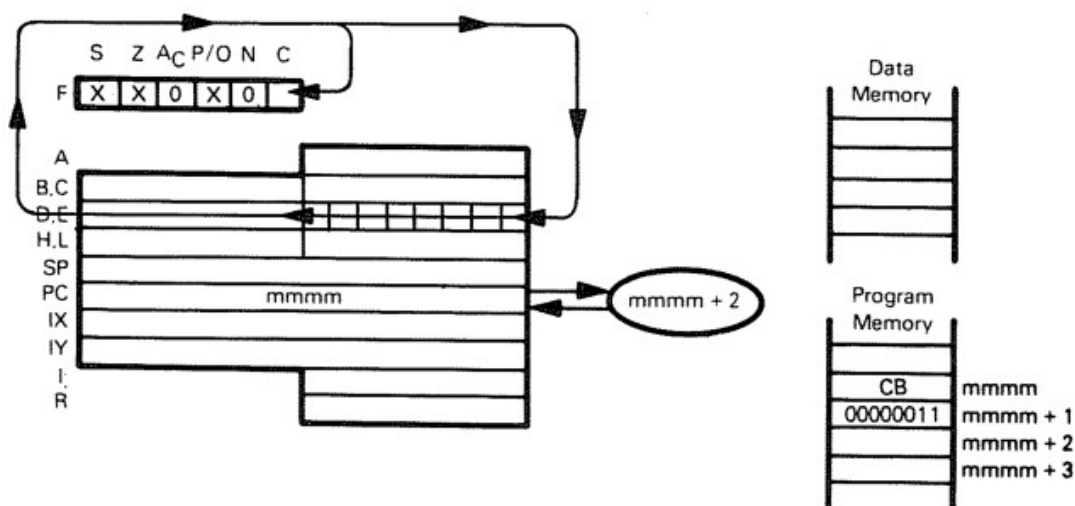 S Z AC P/O N C
F X X 0 X 0
A
B,C
D,E
H,L
SP
PC mmmm mmmm + 2
IX
IY
I
R
Data
Memory
Program
Memory
CB mmmm
00000011 mmmm + 1
mmmm + 2
mmmm + 3